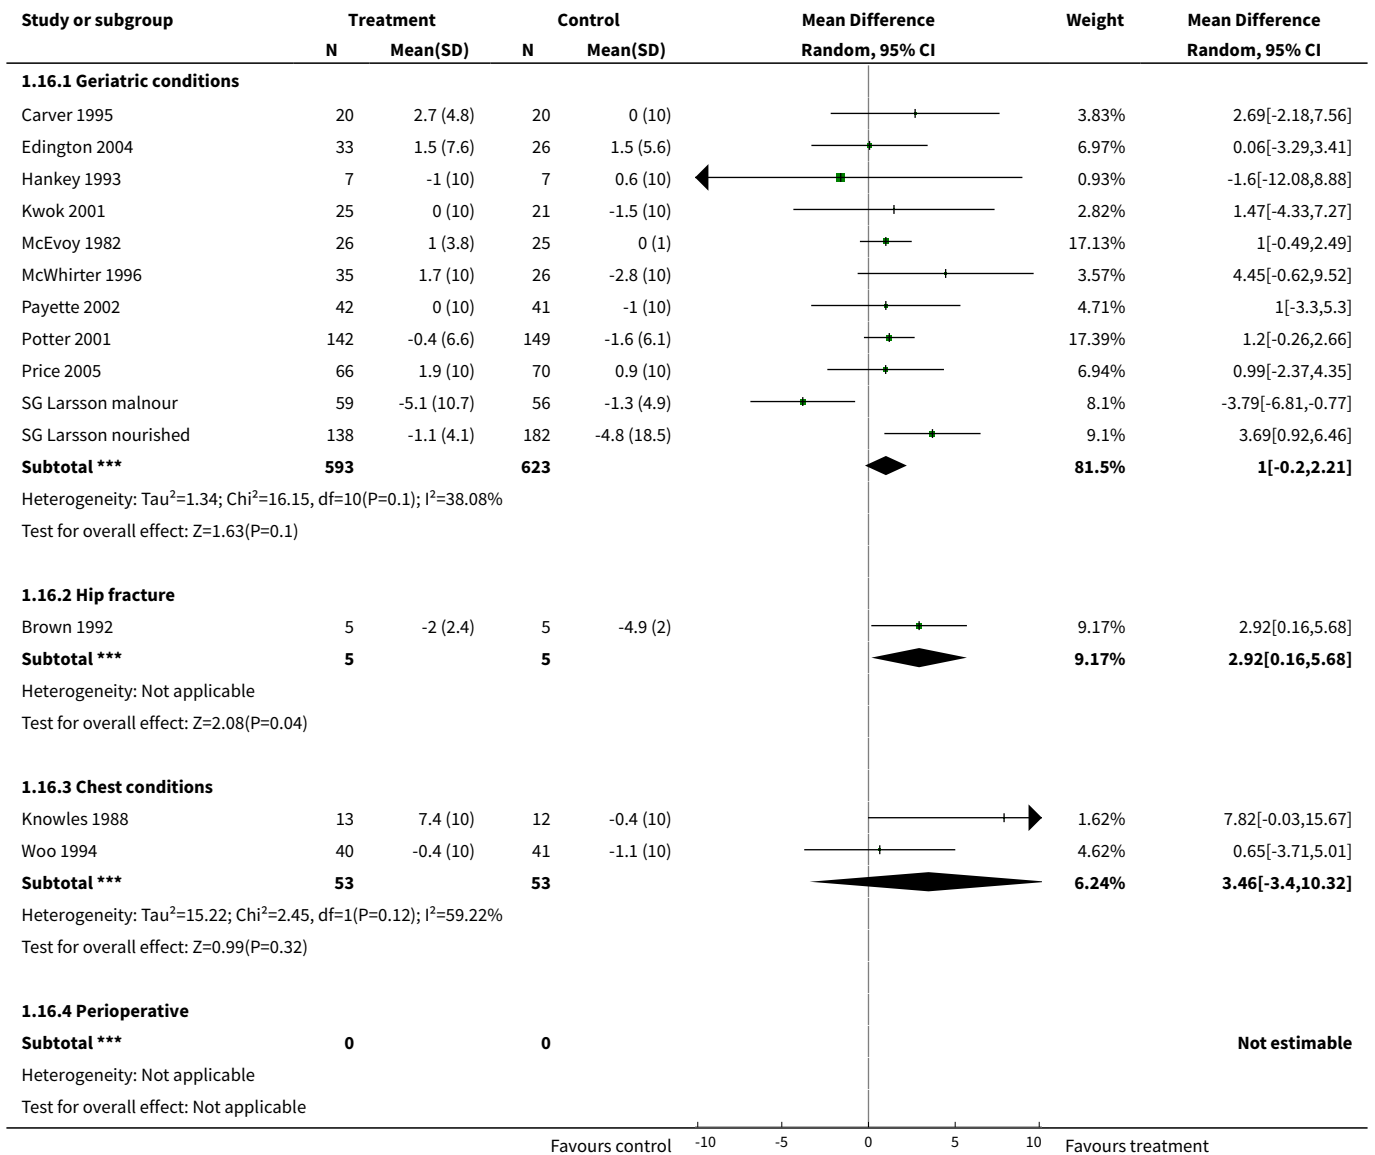 Study or subgroup Treatment Control Mean Difference Weight Mean Difference
N Mean(SD) N Mean(SD) Random, 95% CI Random, 95% CI
1.16.1 Geriatric conditions
Carver 1995 20 2.7 (4.8) 20 0 (10) 3.83% 2.69[-2.18,7.56]
Edington 2004 33 1.5 (7.6) 26 1.5 (5.6) 6.97% 0.06[-3.29,3.41]
Hankey 1993 7 -1 (10) 7 0.6 (10) 0.93% -1.6[-12.08,8.88]
Kwok 2001 25 0 (10) 21 -1.5 (10) 2.82% 1.47[-4.33,7.27]
McEvoy 1982 26 1 (3.8) 25 0 (1) 17.13% 1[-0.49,2.49]
McWhirter 1996 35 1.7 (10) 26 -2.8 (10) 3.57% 4.45[-0.62,9.52]
Payette 2002 42 0 (10) 41 -1 (10) 4.71% 1[-3.3,5.3]
Potter 2001 142 -0.4 (6.6) 149 -1.6 (6.1) 17.39% 1.2[-0.26,2.66]
Price 2005 66 1.9 (10) 70 0.9 (10) 6.94% 0.99[-2.37,4.35]
SG Larsson malnour 59 -5.1 (10.7) 56 -1.3 (4.9) 8.1% -3.79[-6.81,-0.77]
SG Larsson nourished 138 -1.1 (4.1) 182 -4.8 (18.5) 9.1% 3.69[0.92,6.46]
Subtotal *** 593 623 81.5% 1[-0.2,2.21]
Heterogeneity: Tau²=1.34; Chi²=16.15, df=10(P=0.1); I²=38.08%
Test for overall effect: Z=1.63(P=0.1)
1.16.2 Hip fracture
Brown 1992 5 -2 (2.4) 5 -4.9 (2) 9.17% 2.92[0.16,5.68]
Subtotal *** 5 5 9.17% 2.92[0.16,5.68]
Heterogeneity: Not applicable
Test for overall effect: Z=2.08(P=0.04)
1.16.3 Chest conditions
Knowles 1988 13 7.4 (10) 12 -0.4 (10) 1.62% 7.82[-0.03,15.67]
Woo 1994 40 -0.4 (10) 41 -1.1 (10) 4.62% 0.65[-3.71,5.01]
Subtotal *** 53 53 6.24% 3.46[-3.4,10.32]
Heterogeneity: Tau²=15.22; Chi²=2.45, df=1(P=0.12); I²=59.22%
Test for overall effect: Z=0.99(P=0.32)
1.16.4 Perioperative
Subtotal *** 0 0 Not estimable
Heterogeneity: Not applicable
Test for overall effect: Not applicable
Favours control -10 -5 0 5 10 Favours treatment